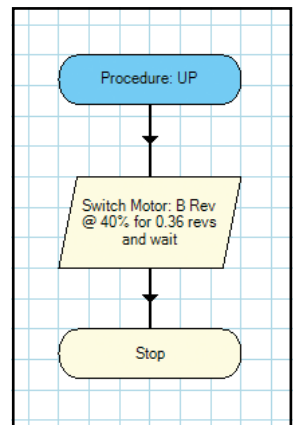 Procedure: UP
Switch Motor: B Rev
@ 40% for 0.36 revs
and wait
Stop